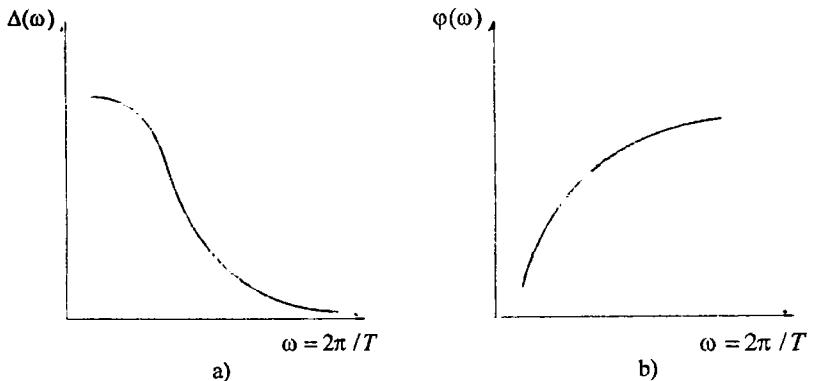 Δ(ω)
φ(ω)
ω = 2π / T
ω = 2π / T
a)
b)